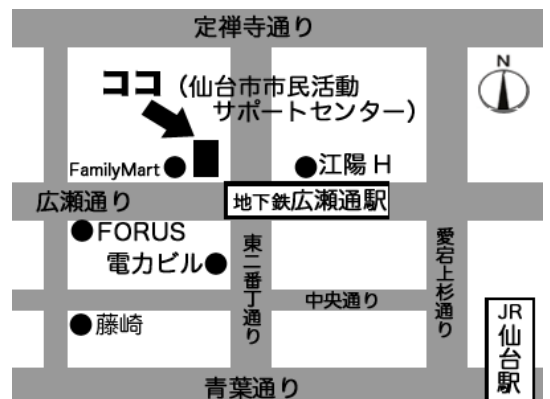 定禅寺通り
N
ココ（仙台市市民活動
サポートセンター）
FamilyMart
江陽 H
広瀬通り
地下鉄広瀬通駅
FORUS
電力ビル
東二番丁通り
愛宕上杉通り
中央通り
藤崎
JR
仙台駅
青葉通り